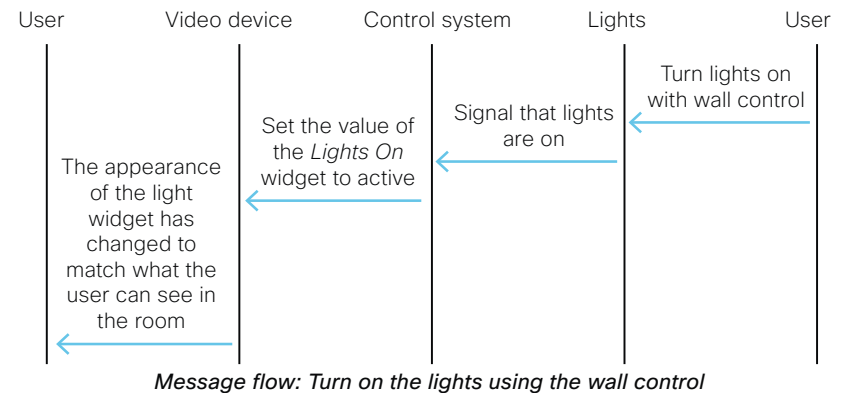 User
Video device
Control system
Lights
User
Turn lights on
with wall control
Signal that lights
are on
Set the value of
the Lights On
widget to active
The appearance
of the light
widget has
changed to
match what the
user can see in
the room
Message flow: Turn on the lights using the wall control